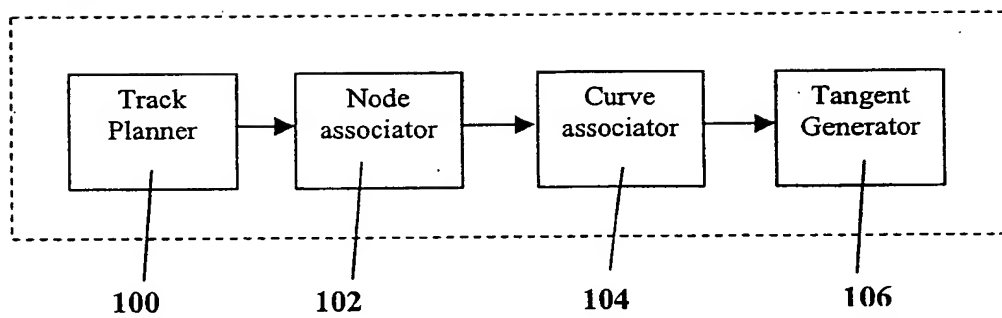 Track
Planner
Node
associator
Curve
associator
Tangent
Generator
100
102
104
106